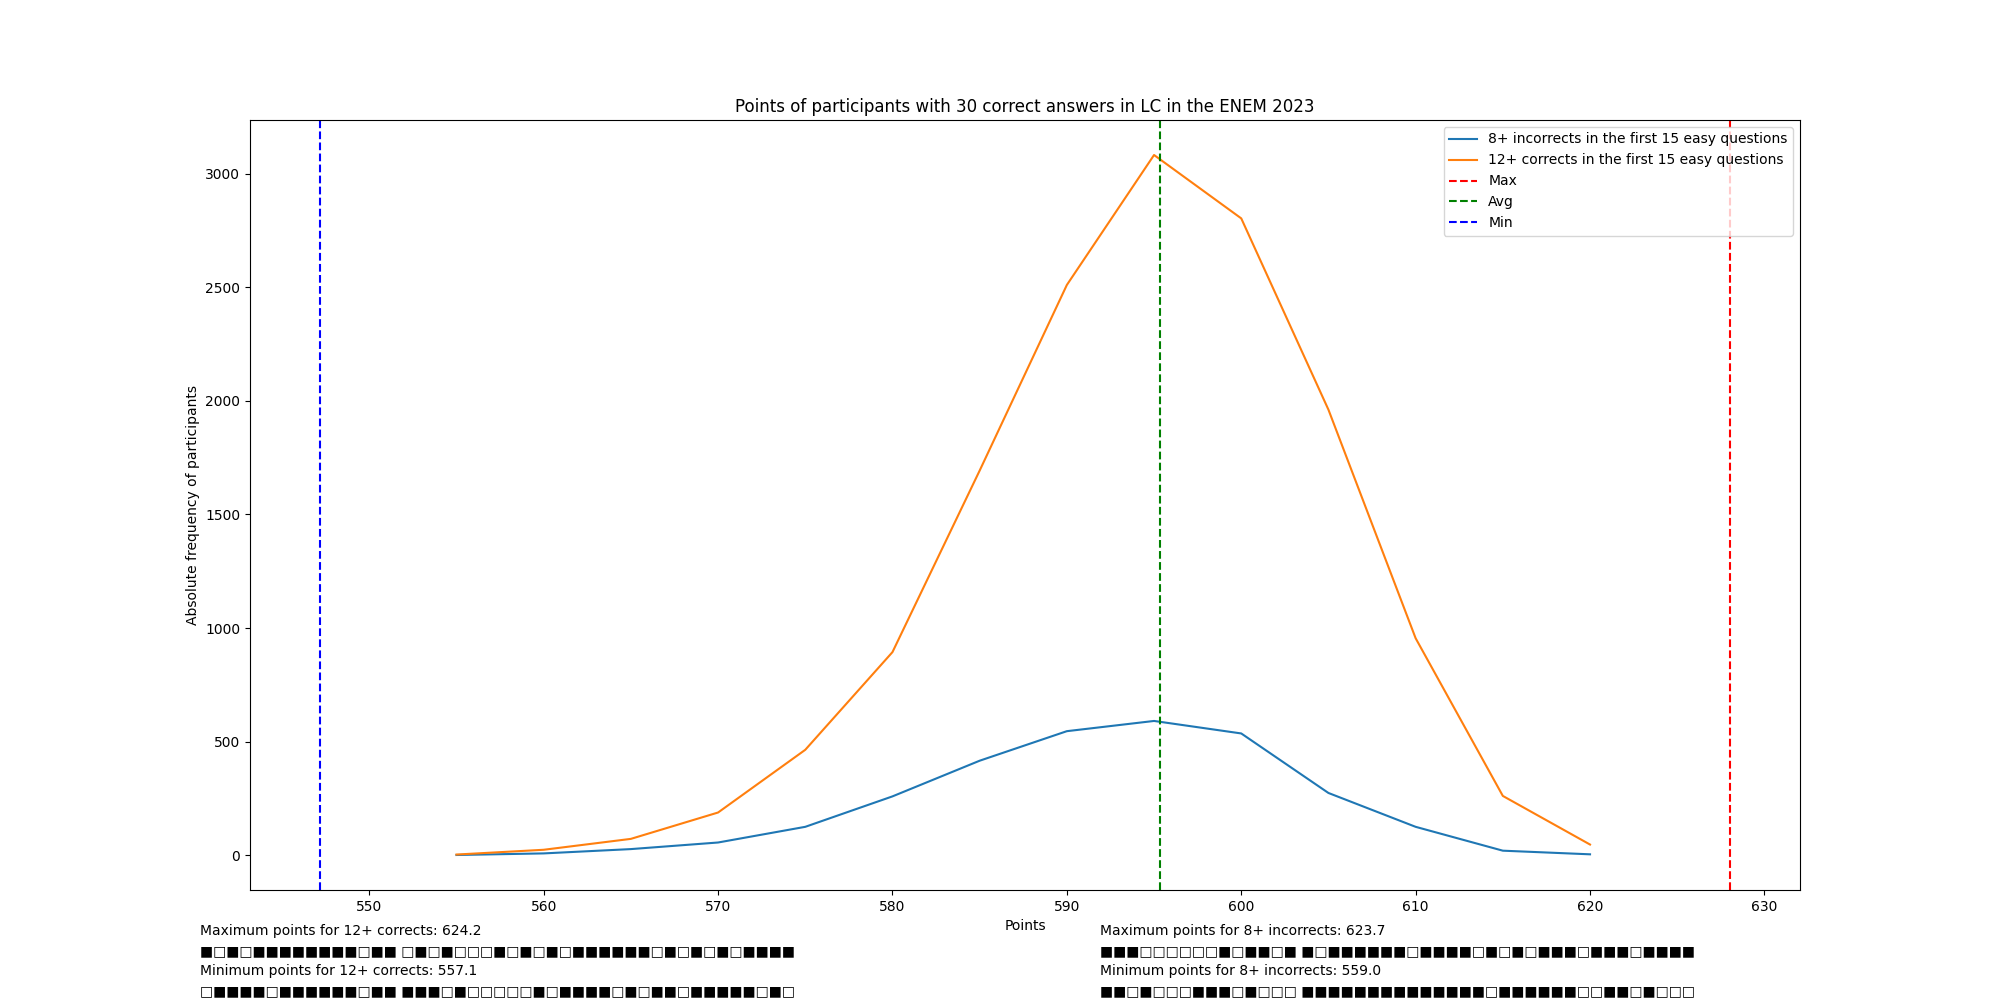 Points of participants with 30 correct answers in LC in the ENEM 2023
8+ incorrects in the first 15 easy questions
12+ corrects in the first 15 easy questions
Max
Avg
Min
Absolute frequency of participants
3000
2500
2000
1500
1000
500
0
550 560 570 580 590 600 610 620 630
Points
Maximum points for 12+ corrects: 624.2
Minimum points for 12+ corrects: 557.1
Maximum points for 8+ incorrects: 623.7
Minimum points for 8+ incorrects: 559.0